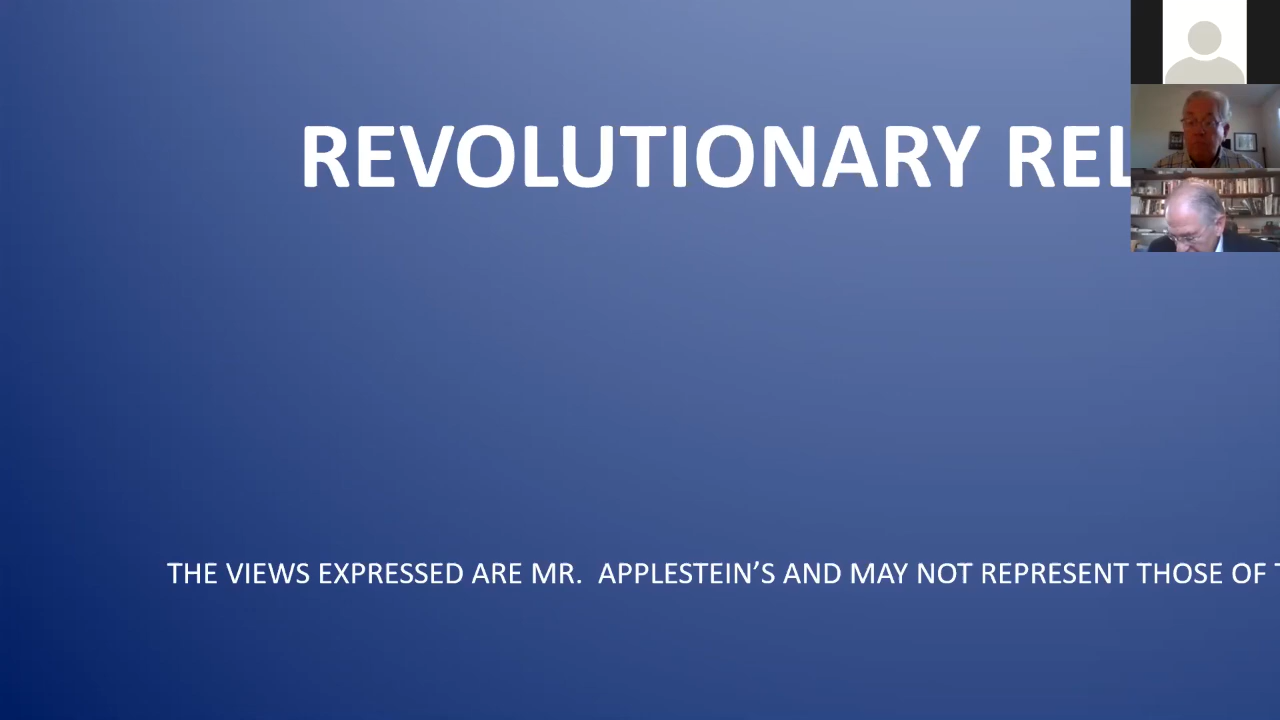 REVOLUTIONARY REL
THE VIEWS EXPRESSED ARE MR. APPLESTEIN’S AND MAY NOT REPRESENT THOSE OF T